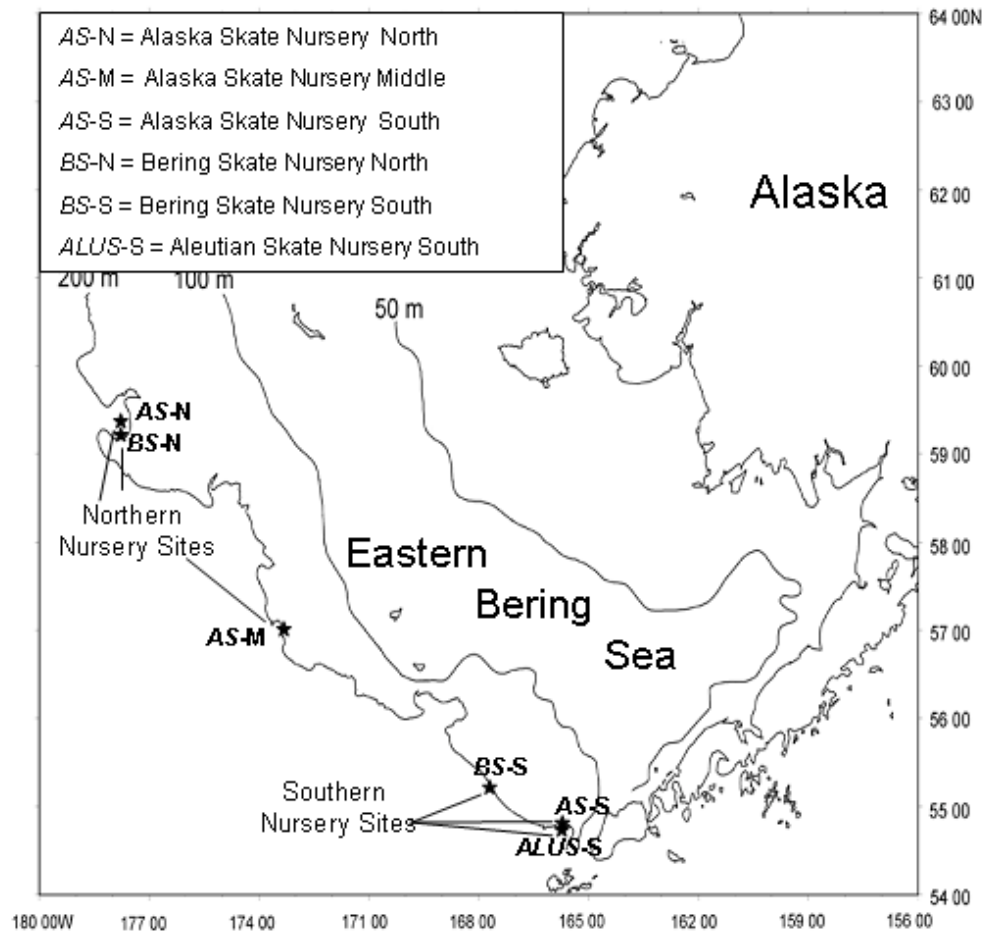 AS-N = Alaska Skate Nursery North
AS-M = Alaska Skate Nursery Middle
AS-S = Alaska Skate Nursery South
BS-N = Bering Skate Nursery North
BS-S = Bering Skate Nursery South
ALUS-S = Aleutian Skate Nursery South
64 00N
63 00
62 00
61 00
60 00
59 00
58 00
57 00
56 00
55 00
54 00
Alaska
200 m
100 m
50 m
AS-N
BS-N
Northern
Nursery Sites
Eastern
Bering
Sea
AS-M
BS-S
Southern
Nursery Sites
AS-S
ALUS-S
180 00W
177 00
174 00
171 00
168 00
165 00
162 00
159 00
156 00